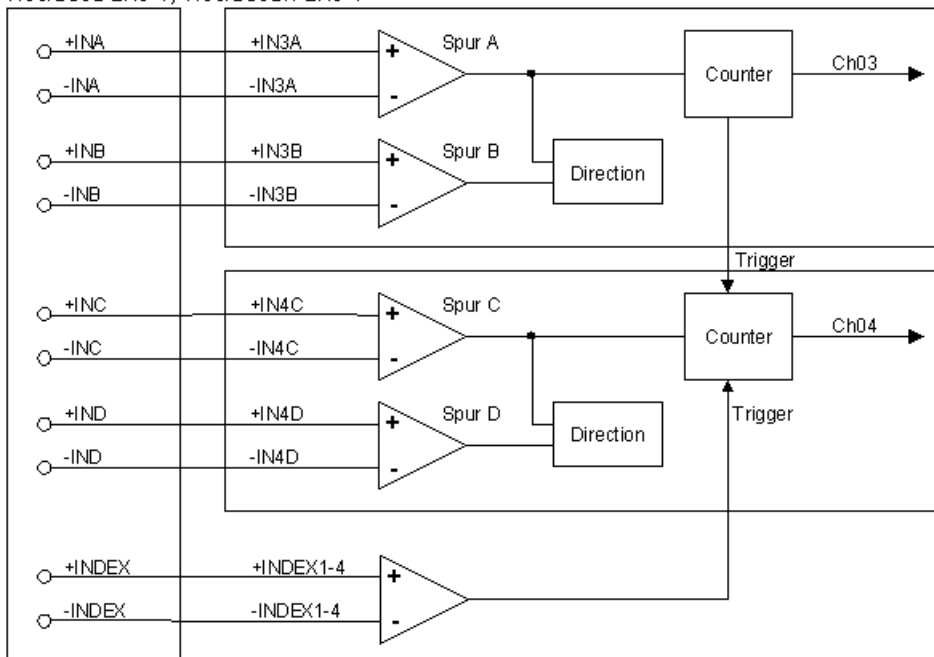 +INA +IN3A Spur A
-INA -IN3A Counter Ch03
+INB +IN3B Spur B
-INB -IN3B Direction
Trigger
+INC +IN4C Spur C
-INC -IN4C Counter Ch04
+IND +IN4D Spur D Trigger
-IND -IN4D Direction
+INDEX +INDEX1-4
-INDEX -INDEX1-4